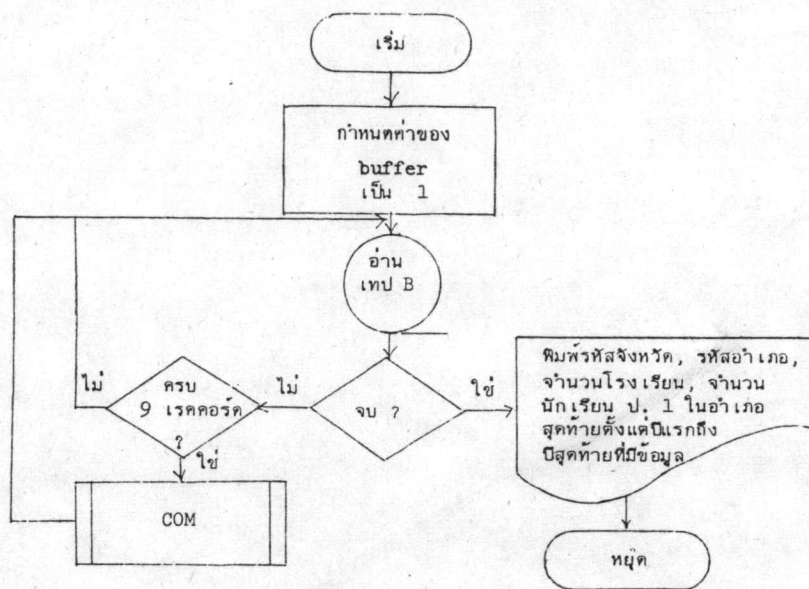 เริ่ม
กำหนดค่าของ
buffer
เป็น 1
อ่าน
เทป B
จบ ?
ไม่
ใช่
ครบ
9 เรคคอร์ด
?
ไม่
ใช่
COM
พิมพ์รหัสจังหวัด, รหัสอำเภอ,
จำนวนโรงเรียน, จำนวน
นักเรียน ป. 1 ในอำเภอ
สุดท้ายตั้งแต่ปีแรกถึง
ปีสุดท้ายที่มีข้อมูล
หยุด